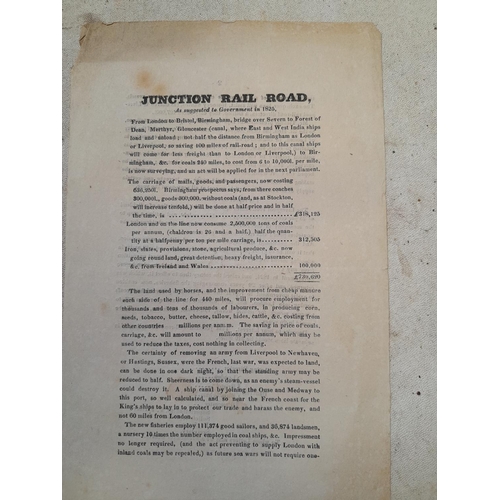 JUNCTION RAIL ROAD,
As suggested to Government in 1825,
From London to Bristol, Birmingham, bridge over Severn to Forest of
Dean, Merthyr, Gloucester (canal, where East and West India ships
load and unload; not half the distance from Birmingham as London
or Liverpool, so saving 400 miles of rail-road; and to this canal ships
will come for less freight than to London or Liverpool,) to Bir-
mingham, &c. for coals 240 miles, to cost from 6 to 10,000l. per mile,
is now surveying, and an act will be applied for in the next parliament.
The carriage of mails, goods, and passengers, now costing
Birmingham prospectus says; from there coaches
300,000l., goods 800,000, without coals (and, as at Stockton,
will increase tenfold,) will be done at half price and in half
the time, is £318,195
London and on the line now consume 2,500,000 tons of coals
per annum, (chaldron is 26 and a half.) half the quan-
tity at a halfpenny per ton per mile carriage, is 312,503
Iron, slates, provisions, stone, agricultural produce, &c. now
going round land, great detention, heavy freight, insurance,
&c. from Ireland and Wales 100,000
The land used by horses, and the improvement from cheap manure
each side of the line for 440 miles, will procure employment for
thousands and tens of thousands of labourers, in producing corn,
meat, tobacco, butter, cheese, tallow, hides, cattle, &c. costing from
other countries millions per annum. The saving in price of coals,
carriage, &c. will amount to millions per annum, which may be
used to reduce the taxes, cost nothing in collecting.
The certainty of removing an army from Liverpool to Newhaven,
or Hastings, Sussex, were the French, last war, was expected to land,
can be done in one dark night, so that the standing army may be
reduced to half. Sheerness is to come down, as an enemy's steam-vessel
could destroy it. A ship canal by joining the Ouse and Medway to
this port, so well calculated, and so near the French coast for the
King's ships to lay in to protect our trade and harass the enemy, and
not 60 miles from London.
The new fisheries employ 111,374 good sailors, and 35,874 landsmen,
a nursery 10 times the number employed in coal ships, &c. Impressment
no longer required, (and the act preventing to supply London with
inland coals may be repealed,) as future sea wars will not require one-